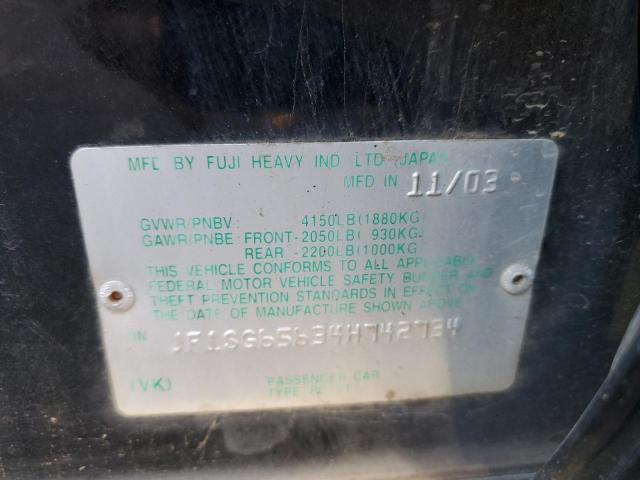 MFD BY FUJI HEAVY IND LTD JAPAN
MFD IN 11/03
GVWR/PNBV 4150LB(1880KG)
GAWR/PNBE FRONT-2050LB( 930KG)
REAR -2200LB(1000KG)
THIS VEHICLE CONFORMS TO ALL APPLICABLE
FEDERAL MOTOR VEHICLE SAFETY BUMPER AND
THEFT PREVENTION STANDARDS IN EFFECT ON
THE DATE OF MANUFACTURE SHOWN ABOVE
JF1SG65634H742734
(VK) PASSENGER CAR
TYPE